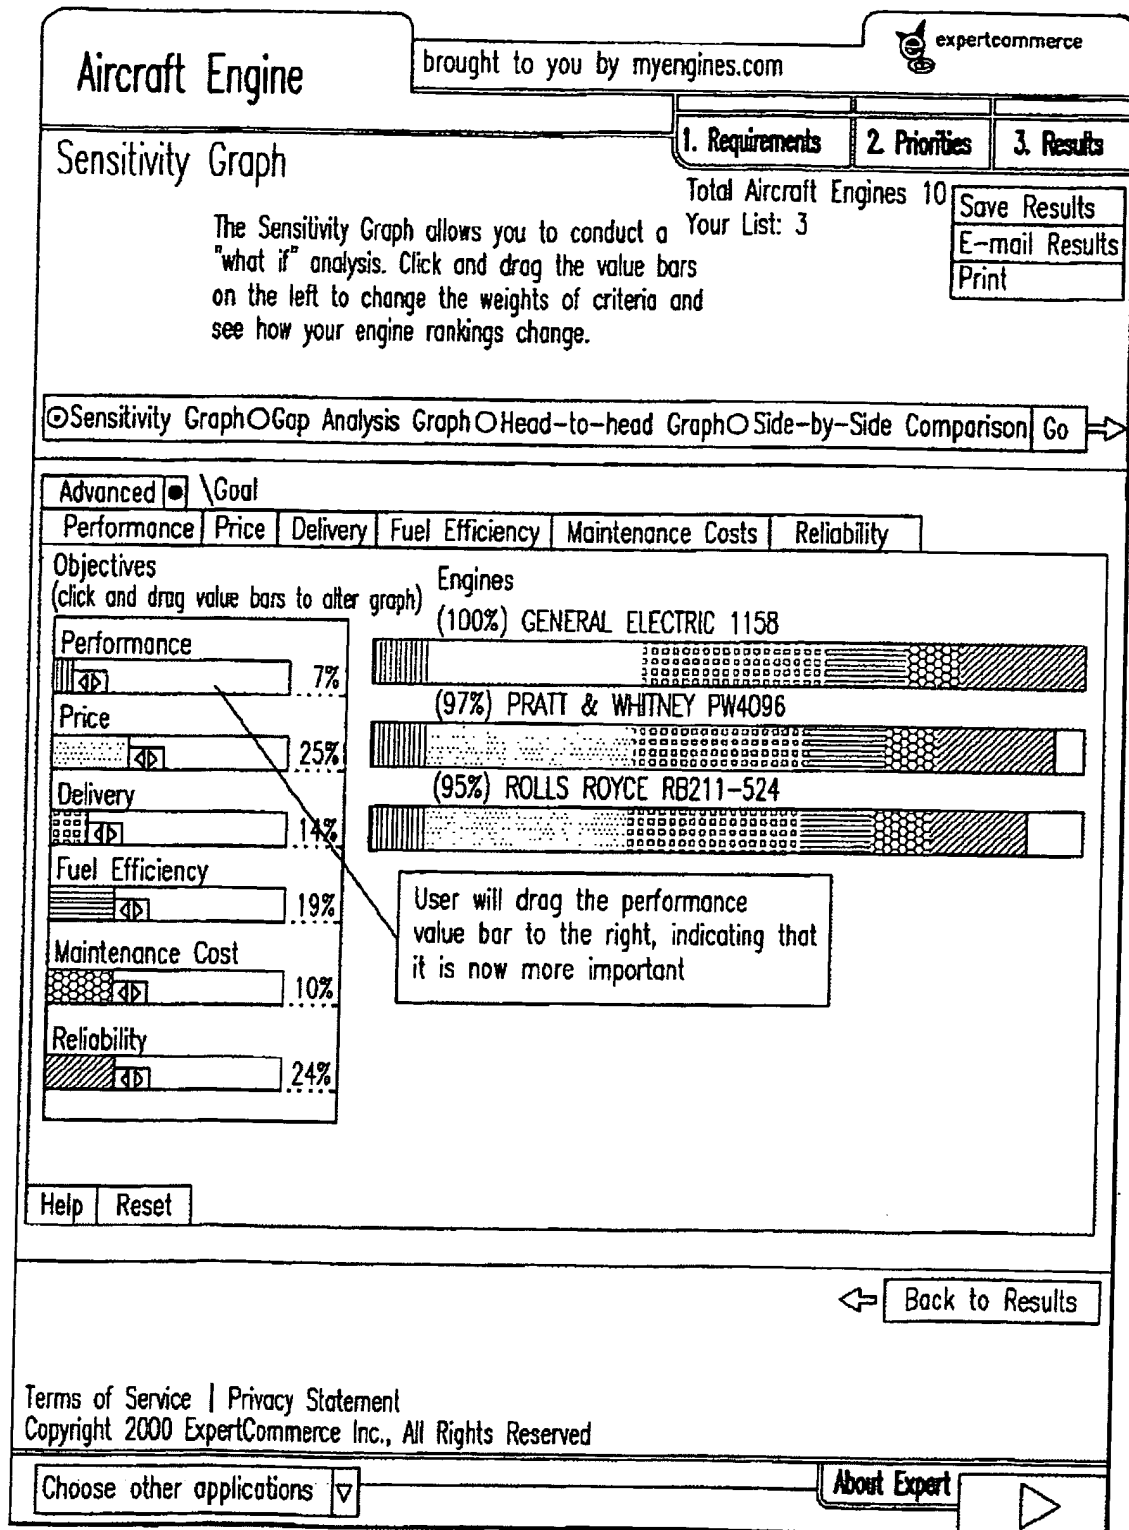 Aircraft Engine
brought to you by myengines.com
expertcommerce
1. Requirements
2. Priorities
3. Results
Sensitivity Graph
Total Aircraft Engines 10
Your List: 3
Save Results
E-mail Results
Print
The Sensitivity Graph allows you to conduct a
"what if" analysis. Click and drag the value bars
on the left to change the weights of criteria and
see how your engine rankings change.
Sensitivity Graph Gap Analysis Graph Head-to-head Graph Side-by-Side Comparison Go
Advanced \Goal
Performance Price Delivery Fuel Efficiency Maintenance Costs Reliability
Objectives
(click and drag value bars to alter graph)
Performance
7%
Price
25%
Delivery
14%
Fuel Efficiency
19%
Maintenance Cost
10%
Reliability
24%
Engines
(100%) GENERAL ELECTRIC 1158
(97%) PRATT & WHITNEY PW4096
(95%) ROLLS ROYCE RB211-524
User will drag the performance
value bar to the right, indicating that
it is now more important
Help Reset
Back to Results
Terms of Service | Privacy Statement
Copyright 2000 ExpertCommerce Inc., All Rights Reserved
Choose other applications
About Expert